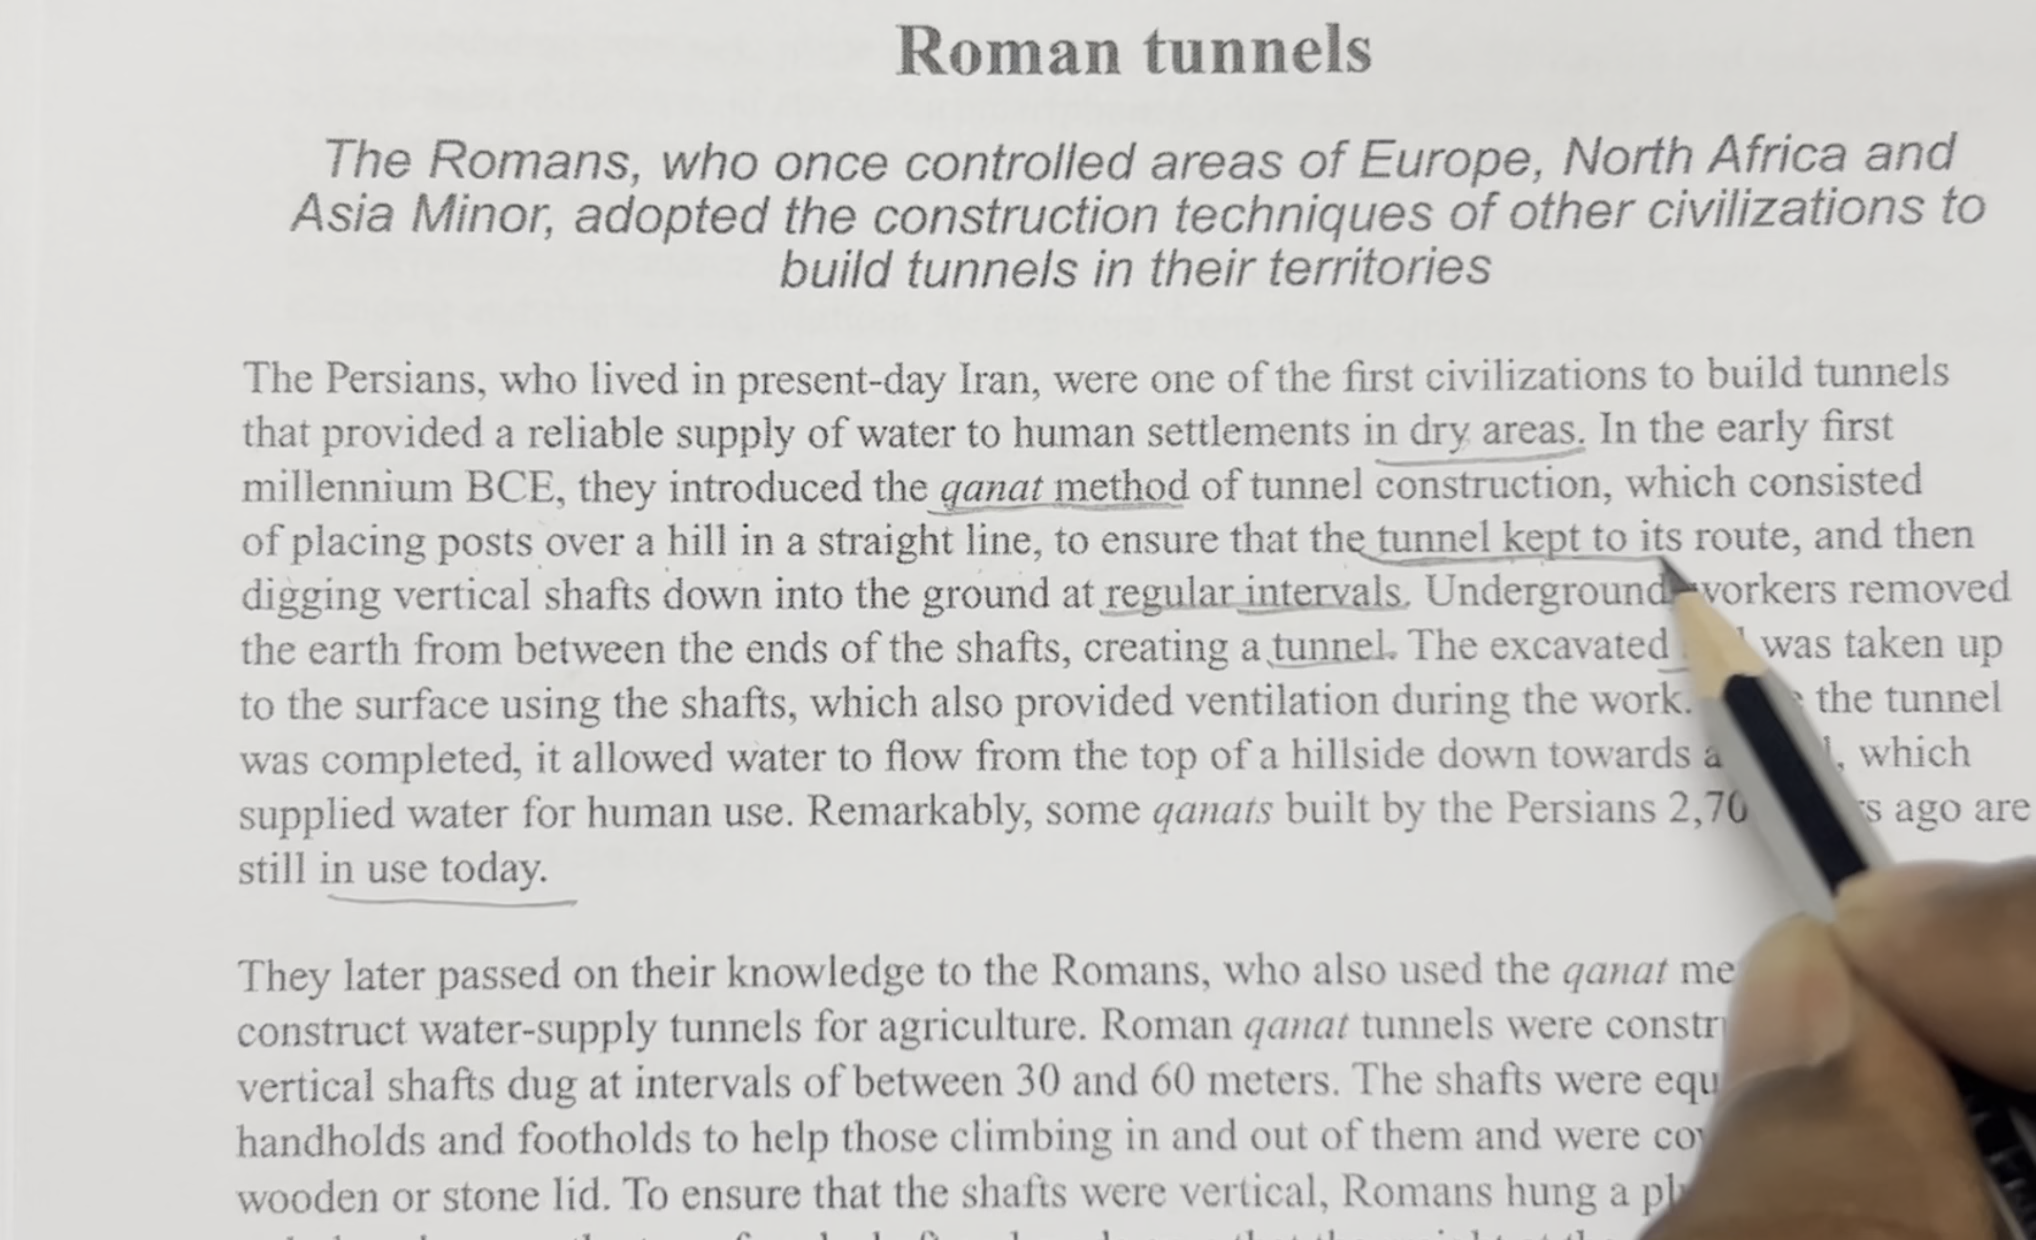 Roman tunnels
The Romans, who once controlled areas of Europe, North Africa and
Asia Minor, adopted the construction techniques of other civilizations to
build tunnels in their territories
The Persians, who lived in present-day Iran, were one of the first civilizations to build tunnels
that provided a reliable supply of water to human settlements in dry areas. In the early first
millennium BCE, they introduced the qanat method of tunnel construction, which consisted
of placing posts over a hill in a straight line, to ensure that the tunnel kept to its route, and then
digging vertical shafts down into the ground at regular intervals. Underground workers removed
the earth from between the ends of the shafts, creating a tunnel. The excavated was taken up
to the surface using the shafts, which also provided ventilation during the work. the tunnel
was completed, it allowed water to flow from the top of a hillside down towards a , which
supplied water for human use. Remarkably, some qanats built by the Persians ago are
still in use today.
They later passed on their knowledge to the Romans, who also used the qanat
construct water-supply tunnels for agriculture. Roman qanat tunnels were
vertical shafts dug at intervals of between 30 and 60 meters. The shafts were
handholds and footholds to help those climbing in and out of them and were
wooden or stone lid. To ensure that the shafts were vertical, Romans hung a